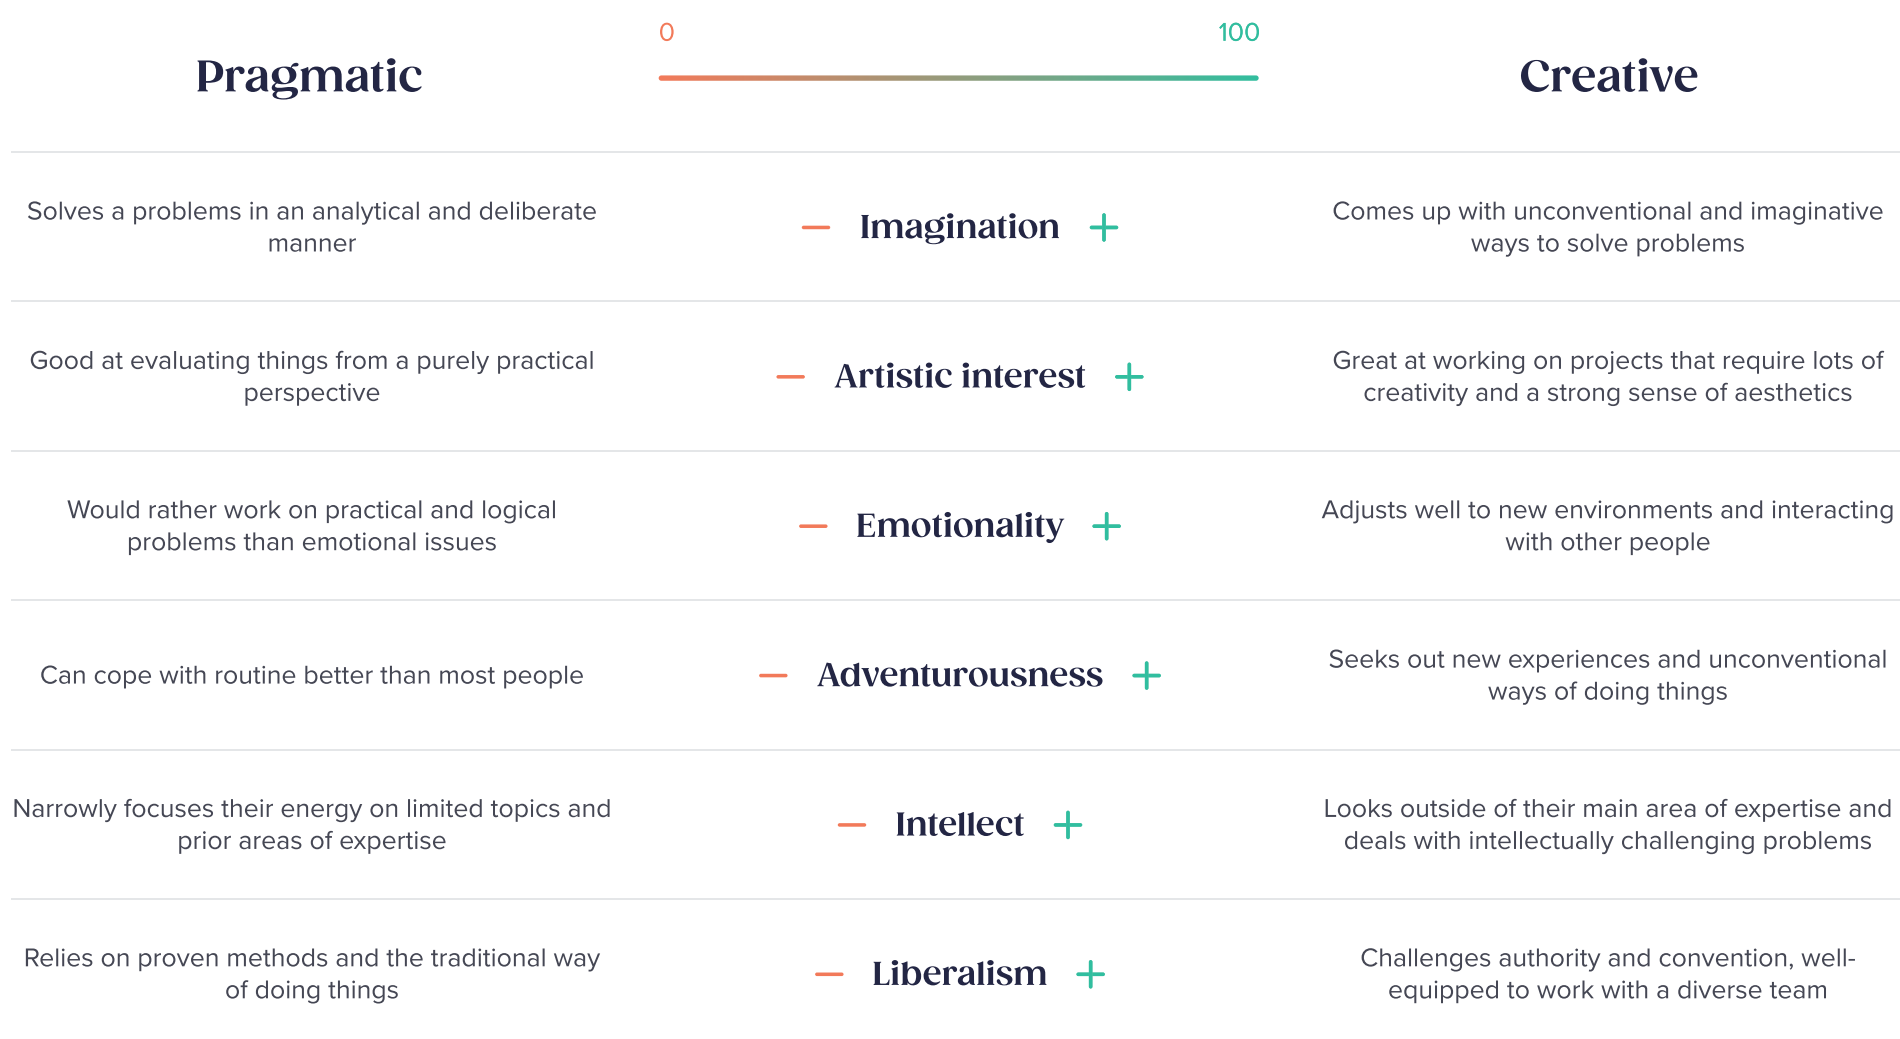 0
100
Pragmatic
Creative
Solves a problems in an analytical and deliberate
manner
− Imagination +
Comes up with unconventional and imaginative
ways to solve problems
Good at evaluating things from a purely practical
perspective
− Artistic interest +
Great at working on projects that require lots of
creativity and a strong sense of aesthetics
Would rather work on practical and logical
problems than emotional issues
− Emotionality +
Adjusts well to new environments and interacting
with other people
Can cope with routine better than most people
− Adventurousness +
Seeks out new experiences and unconventional
ways of doing things
Narrowly focuses their energy on limited topics and
prior areas of expertise
− Intellect +
Looks outside of their main area of expertise and
deals with intellectually challenging problems
Relies on proven methods and the traditional way
of doing things
− Liberalism +
Challenges authority and convention, well-
equipped to work with a diverse team